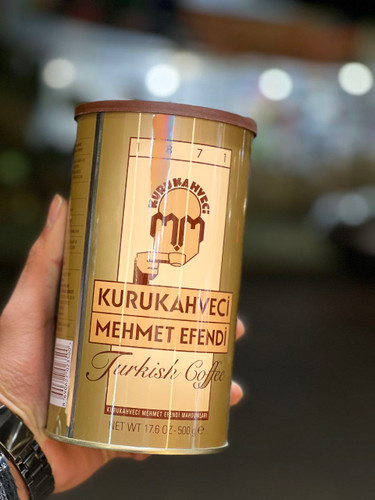 1 8 7 1
KURUKAHVECİ
KURUKAHVECİ
MEHMET EFENDİ
Turkish Coffee
KURUKAHVECİ MEHMET EFENDİ MAHDUMLARI
NET WT 17.6 OZ-500g℮